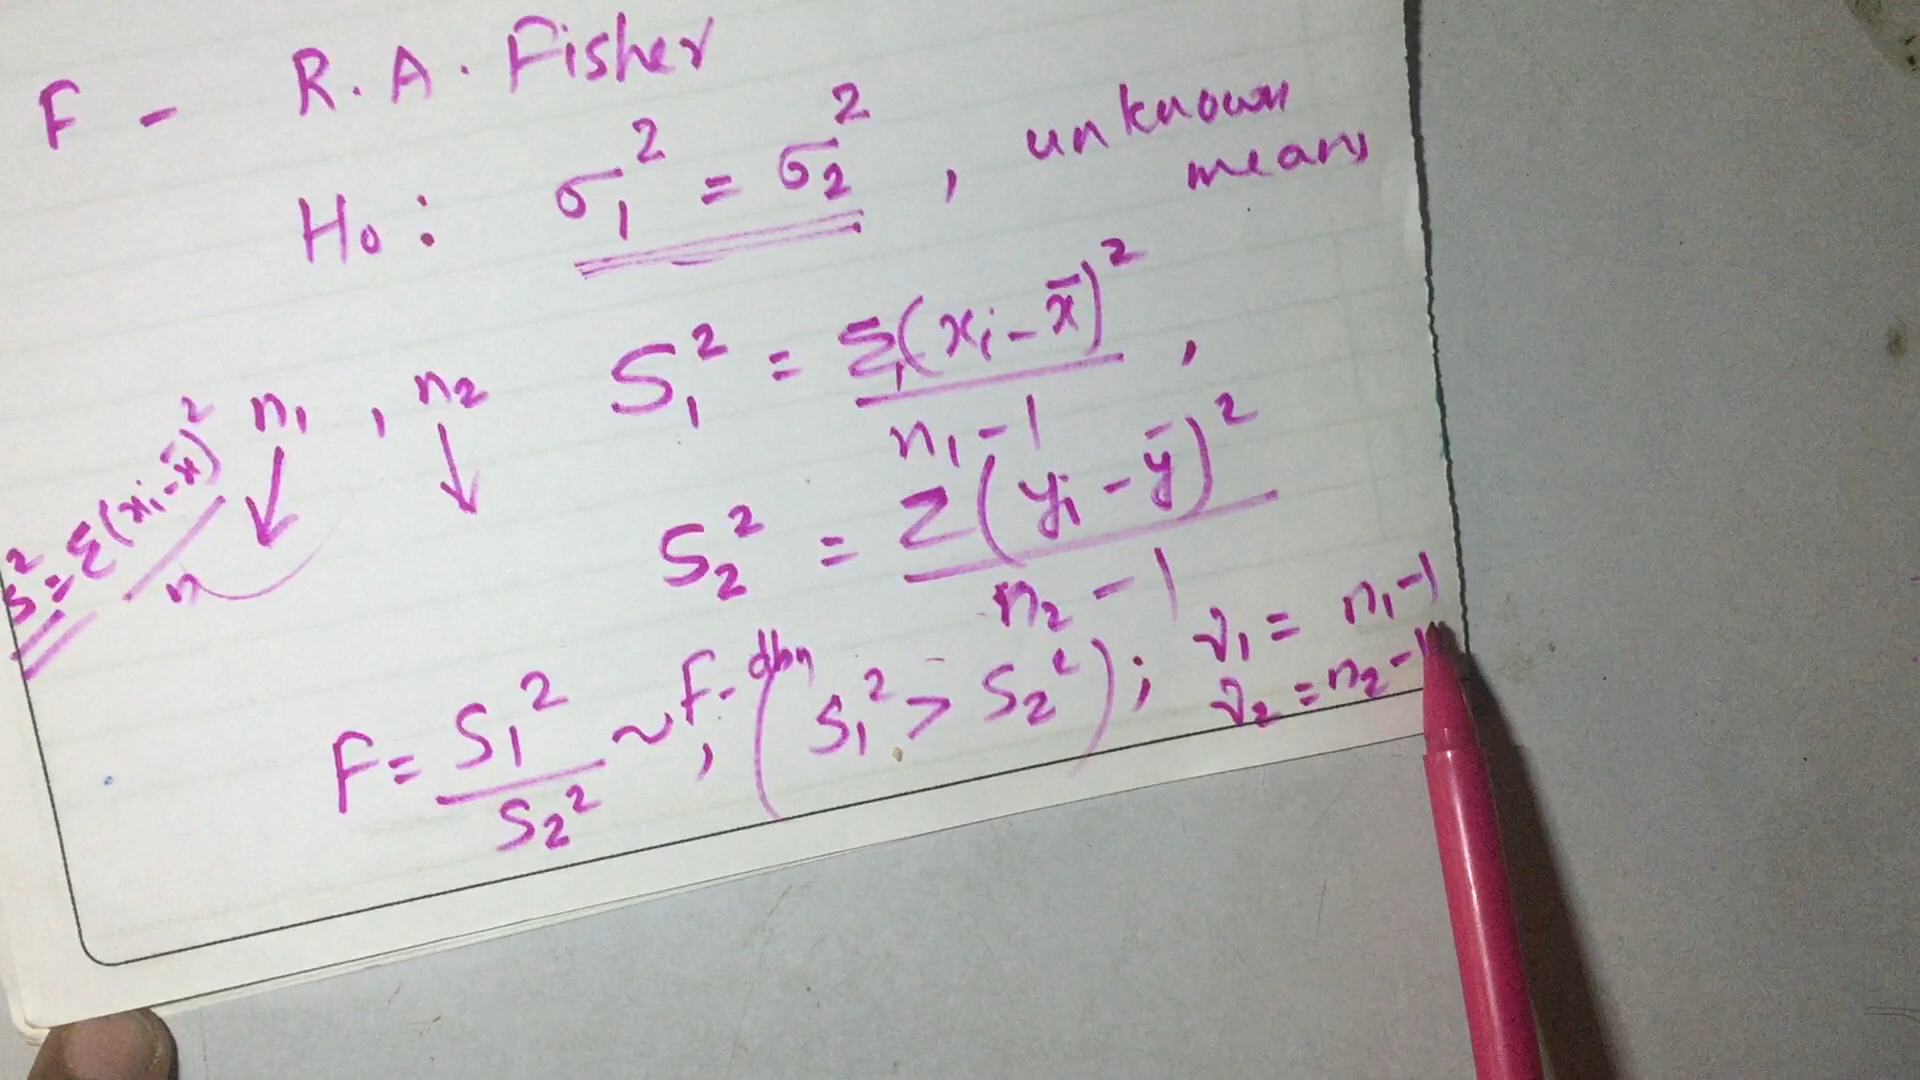 F - R. A. Fisher
H₀ : σ₁² = σ₂² , unknown means
n₁ , n₂
S₁² = Σ(xᵢ - x̄)² / n₁ - 1 ,
s² = Σ(xᵢ - x̄)² / n
S₂² = Σ(yᵢ - ȳ)² / n₂ - 1
F = S₁² / S₂² ~ F-dbn , (S₁² > S₂²) ; ν₁ = n₁ - 1
ν₂ = n₂ - 1